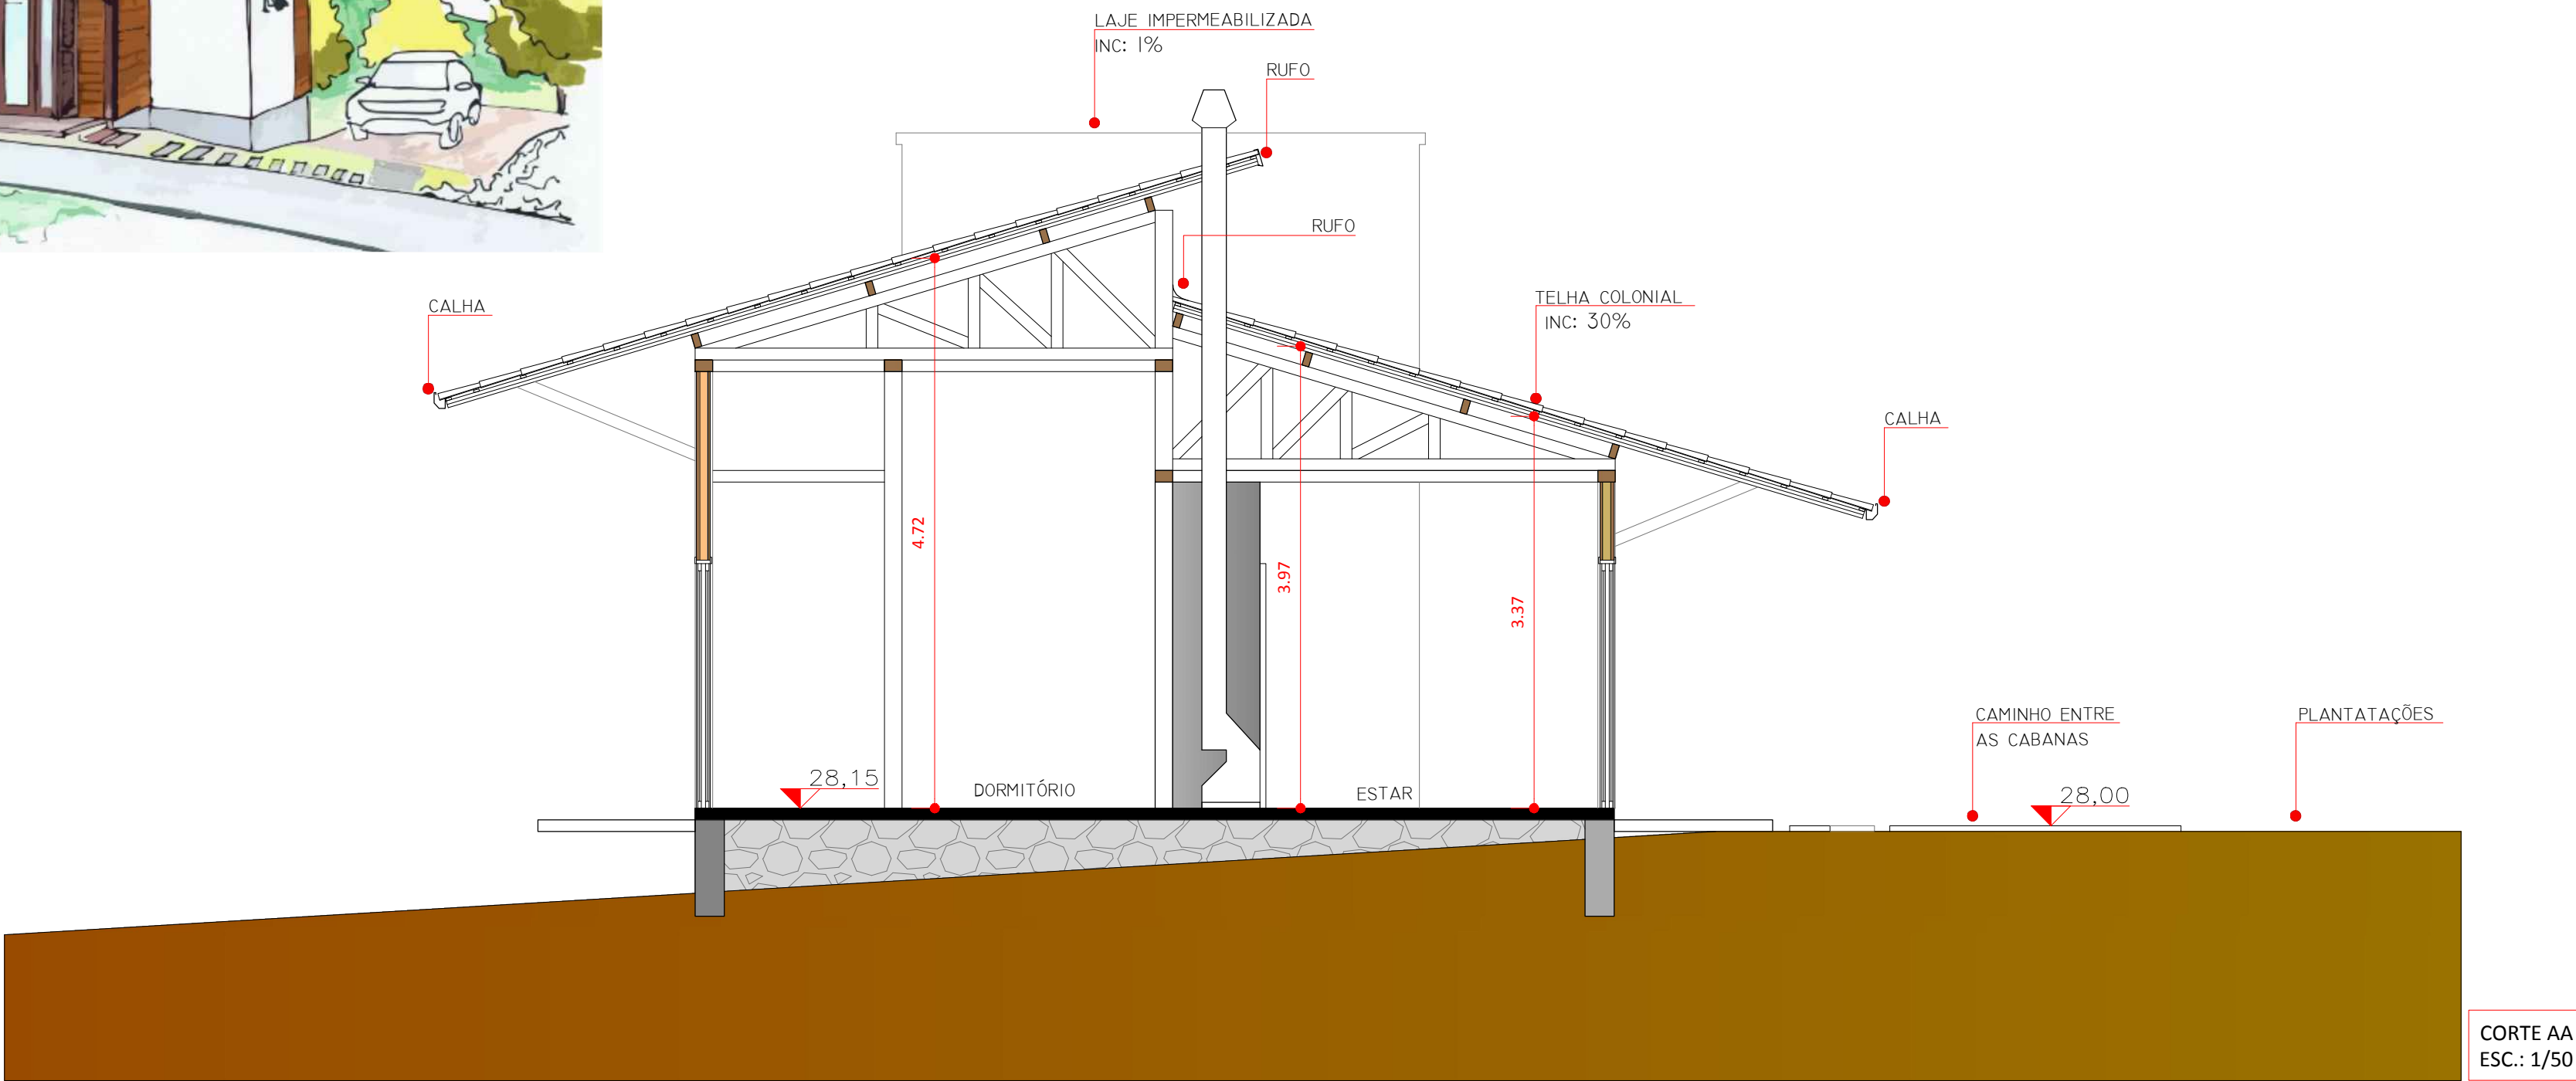 LAJE IMPERMEABILIZADA
INC: 1%
RUFO
RUFO
CALHA
TELHA COLONIAL
INC: 30%
CALHA
4.72
3.97
3.37
CAMINHO ENTRE
AS CABANAS
PLANTATAÇÕES
28,15
DORMITÓRIO
ESTAR
28,00
CORTE AA
ESC.: 1/50